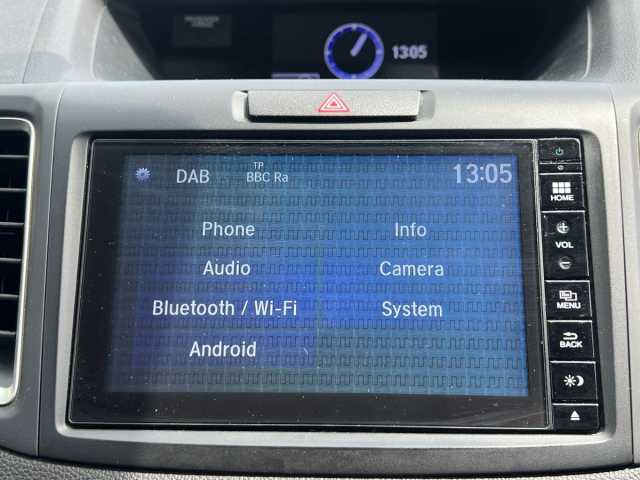 1305
TP
DAB BBC Ra 13:05
Phone Info
Audio Camera
Bluetooth / Wi-Fi System
Android
HOME
VOL
MENU
BACK